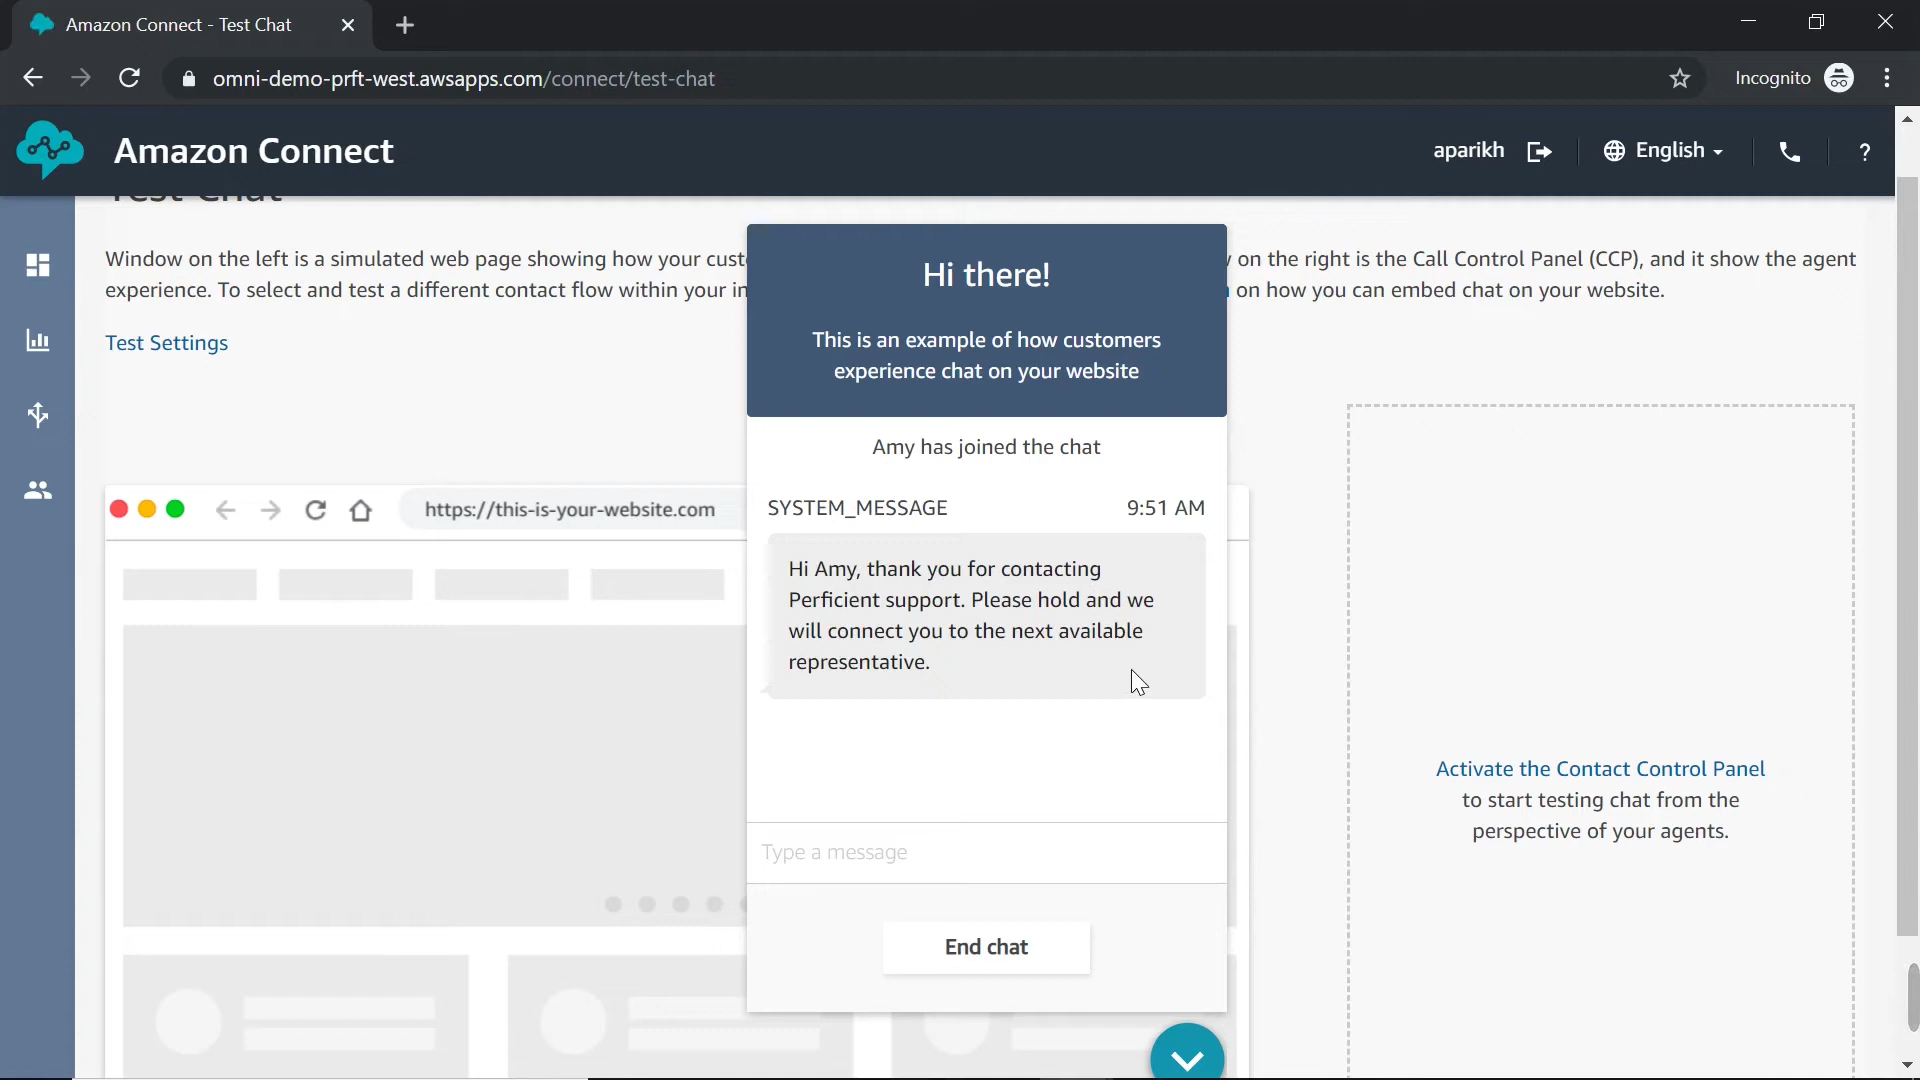 Amazon Connect - Test Chat
omni-demo-prft-west.awsapps.com/connect/test-chat
Incognito
Amazon Connect
aparikh
English
?
Test Chat
Window on the left is a simulated web page showing how your
on the right is the Call Control Panel (CCP), and it show the agent
experience. To select and test a different contact flow within your
on how you can embed chat on your website.
Test Settings
Hi there!
This is an example of how customers
experience chat on your website
Amy has joined the chat
SYSTEM_MESSAGE 9:51 AM
Hi Amy, thank you for contacting
Perficient support. Please hold and we
will connect you to the next available
representative.
Type a message
End chat
https://this-is-your-website.com
Activate the Contact Control Panel
to start testing chat from the
perspective of your agents.